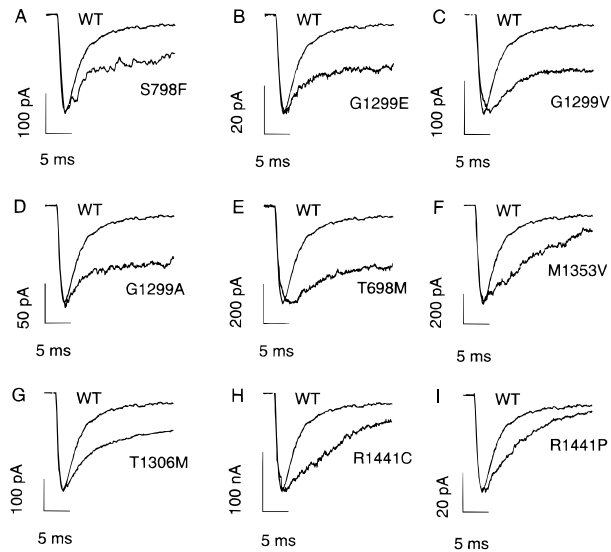 A
WT
S798F
100 pA
5 ms
B
WT
G1299E
20 pA
5 ms
C
WT
G1299V
100 pA
5 ms
D
WT
G1299A
50 pA
5 ms
E
WT
T698M
200 pA
5 ms
F
WT
M1353V
200 pA
5 ms
G
WT
T1306M
100 pA
5 ms
H
WT
R1441C
100 nA
5 ms
I
WT
R1441P
20 pA
5 ms